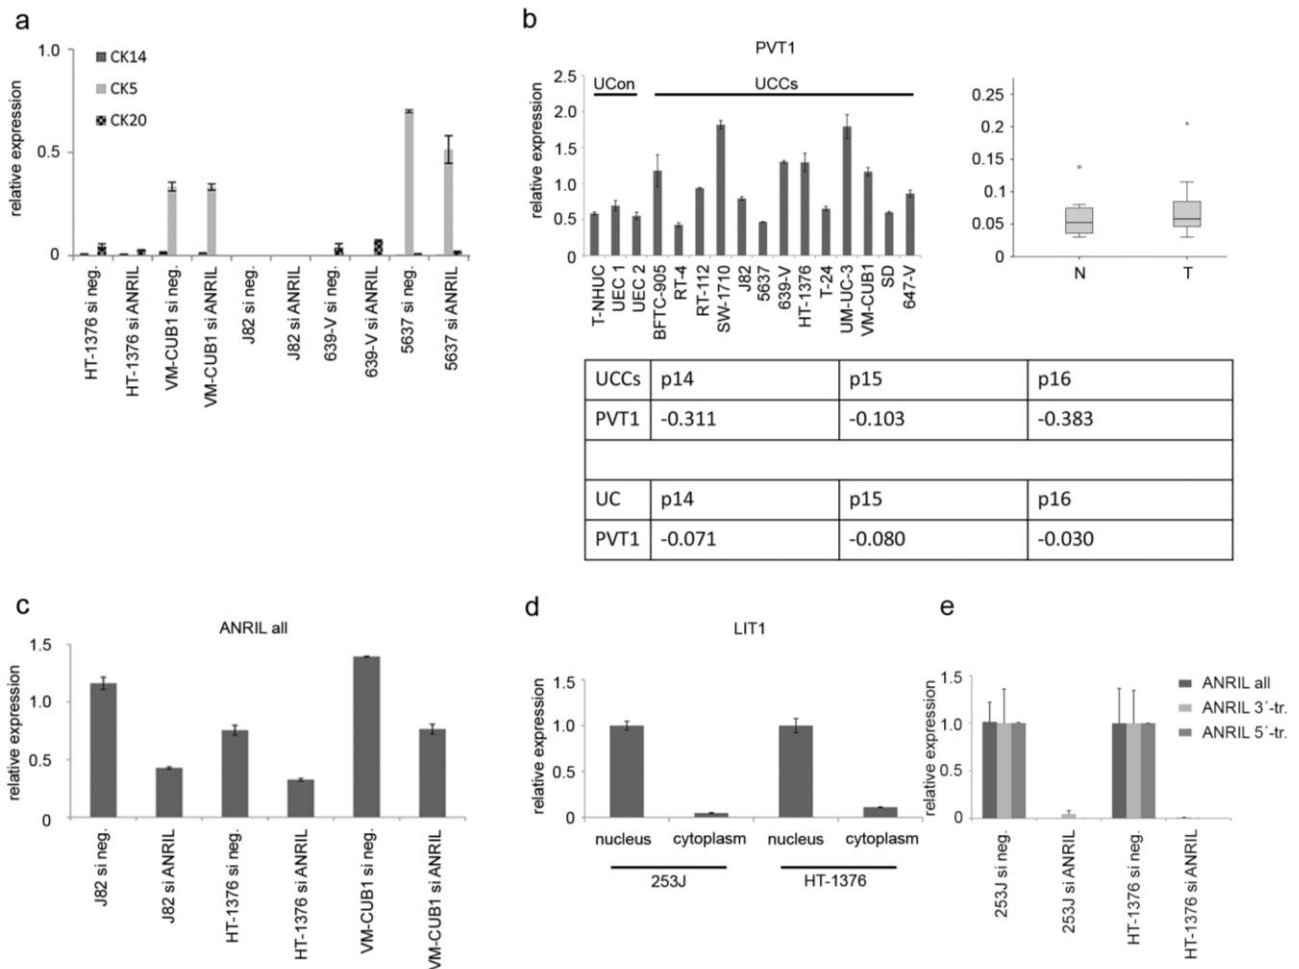 a
relative expression
1.0
0.5
0
CK14
CK5
CK20
HT-1376 si neg.
HT-1376 si ANRIL
VM-CUB1 si neg.
VM-CUB1 si ANRIL
J82 si neg.
J82 si ANRIL
639-V si neg.
639-V si ANRIL
5637 si neg.
5637 si ANRIL
b
PVT1
relative expression
2.5
2.0
1.5
1.0
0.5
0
UCon
UCCs
T-NHUC
UEC 1
UEC 2
BFTC-905
RT-4
RT-112
SW-1710
J82
5637
639-V
HT-1376
T-24
UM-UC-3
VM-CUB1
SD
647-V
0.25
0.2
0.15
0.1
0.05
0
N
T
UCCs p14 p15 p16
PVT1 -0.311 -0.103 -0.383
UC p14 p15 p16
PVT1 -0.071 -0.080 -0.030
c
ANRIL all
relative expression
1.5
1.0
0.5
0
J82 si neg.
J82 si ANRIL
HT-1376 si neg.
HT-1376 si ANRIL
VM-CUB1 si neg.
VM-CUB1 si ANRIL
d
LIT1
relative expression
1.5
1.0
0.5
0
nucleus cytoplasm nucleus cytoplasm
253J HT-1376
e
relative expression
1.5
1.0
0.5
0
ANRIL all
ANRIL 3´-tr.
ANRIL 5´-tr.
253J si neg.
253J si ANRIL
HT-1376 si neg.
HT-1376 si ANRIL